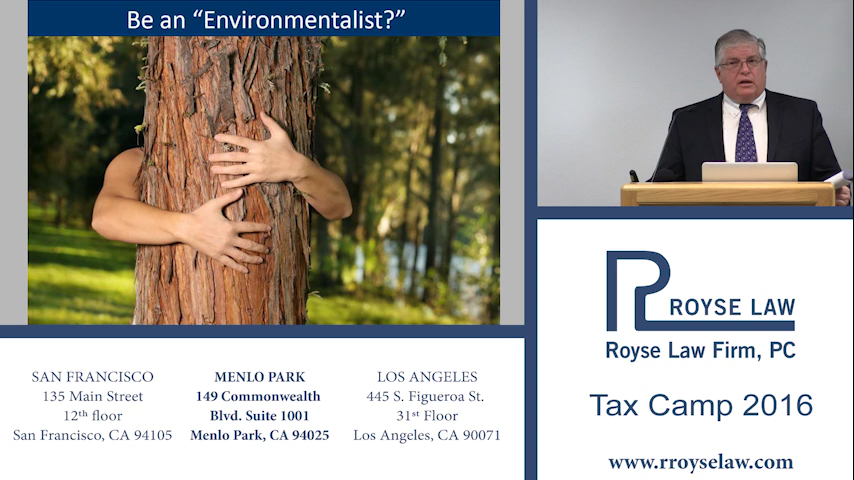 Be an “Environmentalist?”
SAN FRANCISCO
135 Main Street
12th floor
San Francisco, CA 94105
MENLO PARK
149 Commonwealth
Blvd. Suite 1001
Menlo Park, CA 94025
LOS ANGELES
445 S. Figueroa St.
31st Floor
Los Angeles, CA 90071
ROYSE LAW
Royse Law Firm, PC
Tax Camp 2016
www.rroyselaw.com